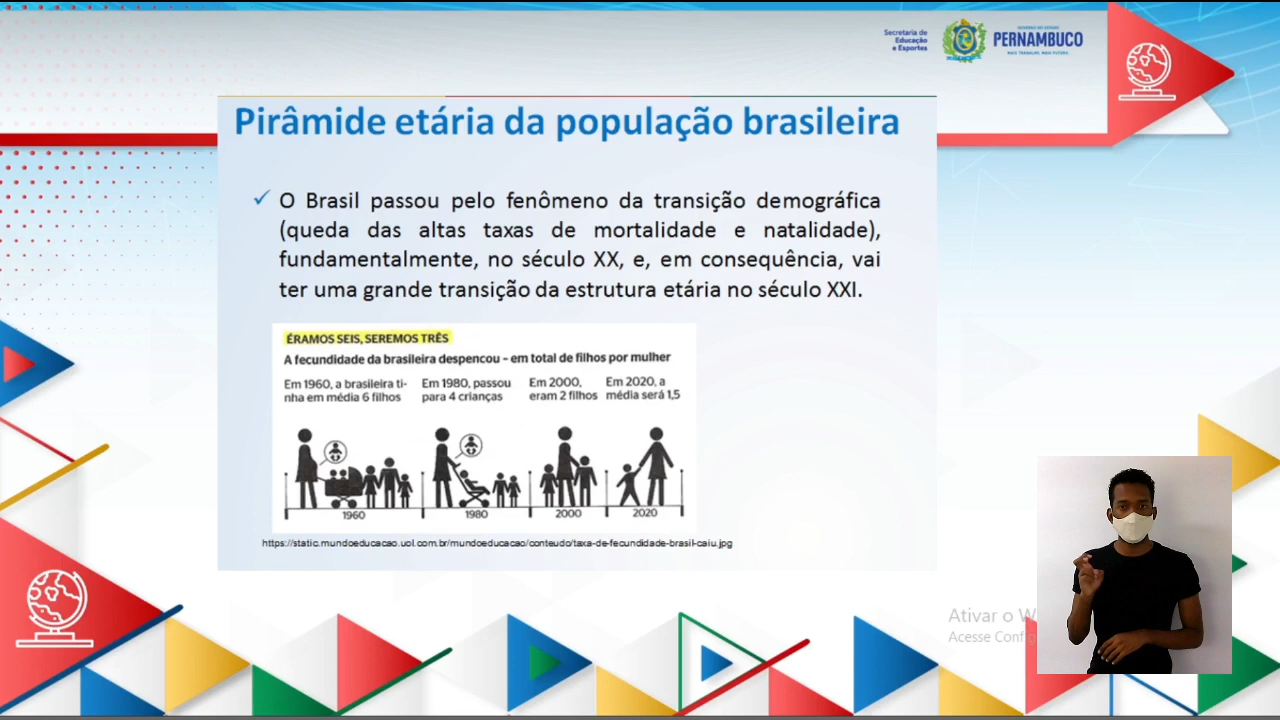 Secretaria de
Educação
e Esportes
GOVERNO DO ESTADO
PERNAMBUCO
MAIS TRABALHO, MAIS FUTURO.
Pirâmide etária da população brasileira
✓ O Brasil passou pelo fenômeno da transição demográfica
(queda das altas taxas de mortalidade e natalidade),
fundamentalmente, no século XX, e, em consequência, vai
ter uma grande transição da estrutura etária no século XXI.
ÉRAMOS SEIS, SEREMOS TRÊS
A fecundidade da brasileira despencou – em total de filhos por mulher
Em 1960, a brasileira ti-
nha em média 6 filhos
Em 1980, passou
para 4 crianças
Em 2000,
eram 2 filhos
Em 2020, a
média será 1,5
1960
1980
2000
2020
https://static.mundoeducacao.uol.com.br/mundoeducacao/conteudo/taxa-de-fecundidade-brasil-caiu.jpg
Ativar o W
Acesse Config